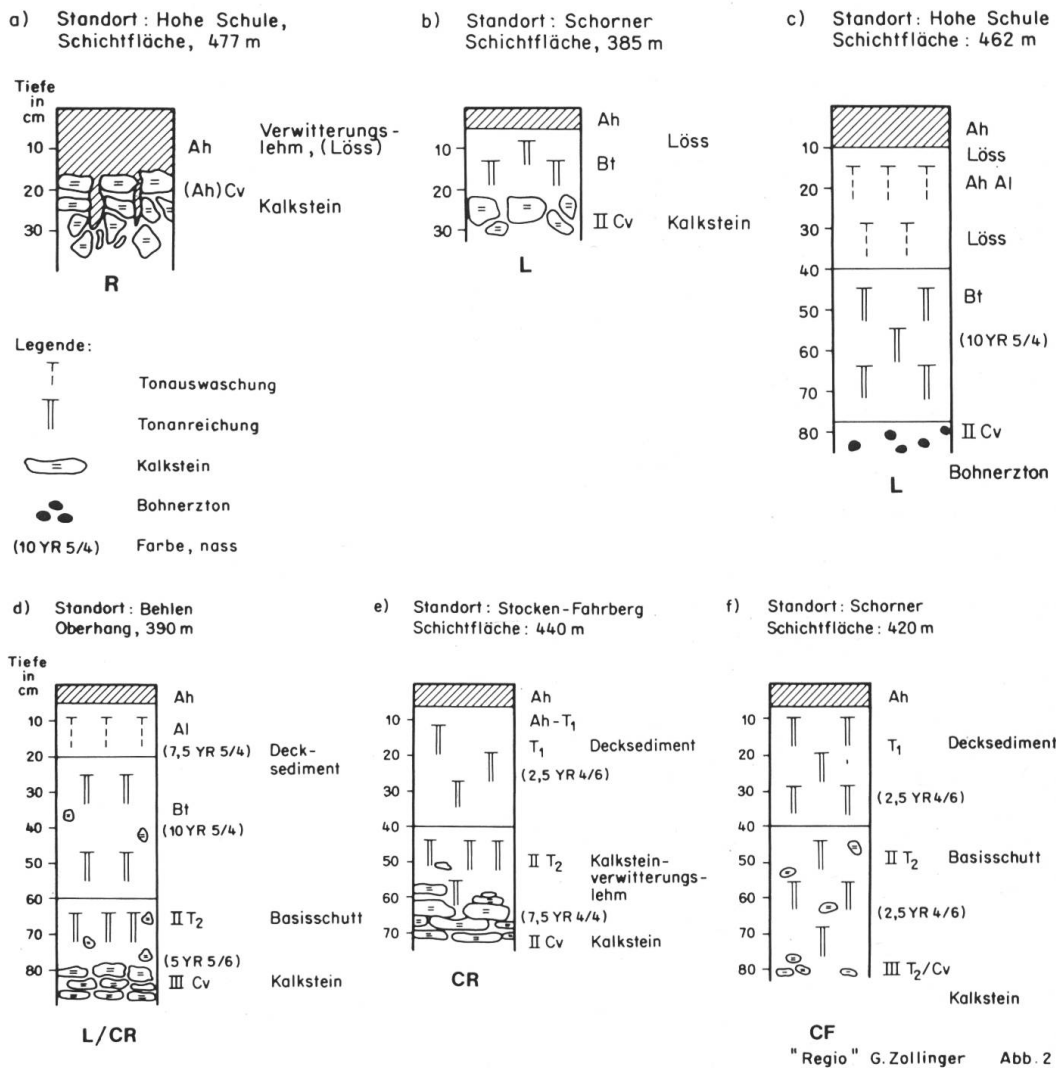 a) Standort: Hohe Schule,
Schichtfläche, 477 m
Tiefe
in
cm
10
20
30
Ah
(Ah)Cv
Verwitterungs-
lehm, (Löss)
Kalkstein
R
b) Standort: Schorner
Schichtfläche, 385 m
10
20
30
Ah
Bt
II Cv
Löss
Kalkstein
L
c) Standort: Hohe Schule
Schichtfläche: 462 m
10
20
30
40
50
60
70
80
Ah
Löss
Ah Al
Löss
Bt
(10 YR 5/4)
II Cv
Bohnerzton
L
Legende:
Tonauswaschung
Tonanreichung
Kalkstein
Bohnerzton
(10 YR 5/4) Farbe, nass
d) Standort: Behlen
Oberhang, 390 m
Tiefe
in
cm
10
20
30
40
50
60
70
80
Ah
Al
(7,5 YR 5/4)
Deck-
sediment
Bt
(10 YR 5/4)
II T2
Basisschutt
(5 YR 5/6)
III Cv
Kalkstein
L/CR
e) Standort: Stocken-Fahrberg
Schichtfläche: 440 m
10
20
30
40
50
60
70
Ah
Ah-T1
T1 Decksediment
(2,5 YR 4/6)
II T2
Kalkstein-
verwitterungs-
lehm
(7,5 YR 4/4)
II Cv Kalkstein
CR
f) Standort: Schorner
Schichtfläche: 420 m
10
20
30
40
50
60
70
80
Ah
T1 Decksediment
(2,5 YR 4/6)
II T2 Basisschutt
(2,5 YR 4/6)
III T2/Cv
Kalkstein
CF
"Regio" G. Zollinger Abb. 2